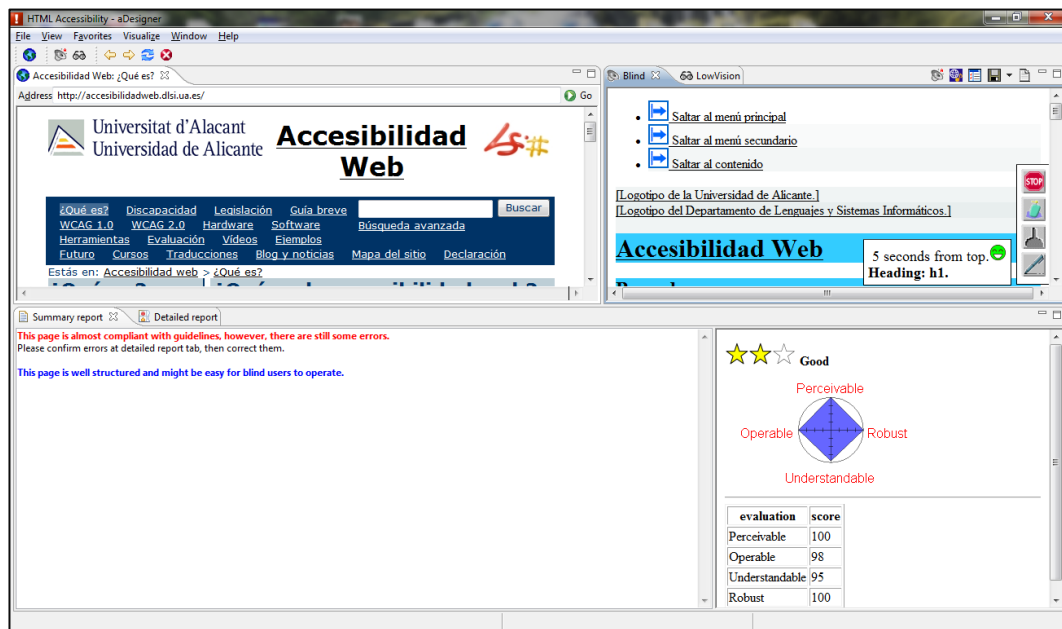 HTML Accessibility - aDesigner
File View Favorites Visualize Window Help
Accesibilidad Web: ¿Qué es?
Address http://accesibilidadweb.dlsi.ua.es/ Go
Universitat d'Alacant
Universidad de Alicante
Accesibilidad
Web
¿Qué es? Discapacidad Legislación Guía breve Buscar
WCAG 1.0 WCAG 2.0 Hardware Software Búsqueda avanzada
Herramientas Evaluación Vídeos Ejemplos
Futuro Cursos Traducciones Blog y noticias Mapa del sitio Declaración
Estás en: Accesibilidad web > ¿Qué es?
Blind LowVision
Saltar al menú principal
Saltar al menú secundario
Saltar al contenido
[Logotipo de la Universidad de Alicante.]
[Logotipo del Departamento de Lenguajes y Sistemas Informáticos.]
Accesibilidad Web
5 seconds from top.
Heading: h1.
STOP
Summary report Detailed report
This page is almost compliant with guidelines, however, there are still some errors.
Please confirm errors at detailed report tab, then correct them.
This page is well structured and might be easy for blind users to operate.
Good
Perceivable
Operable Robust
Understandable
evaluation score
Perceivable 100
Operable 98
Understandable 95
Robust 100